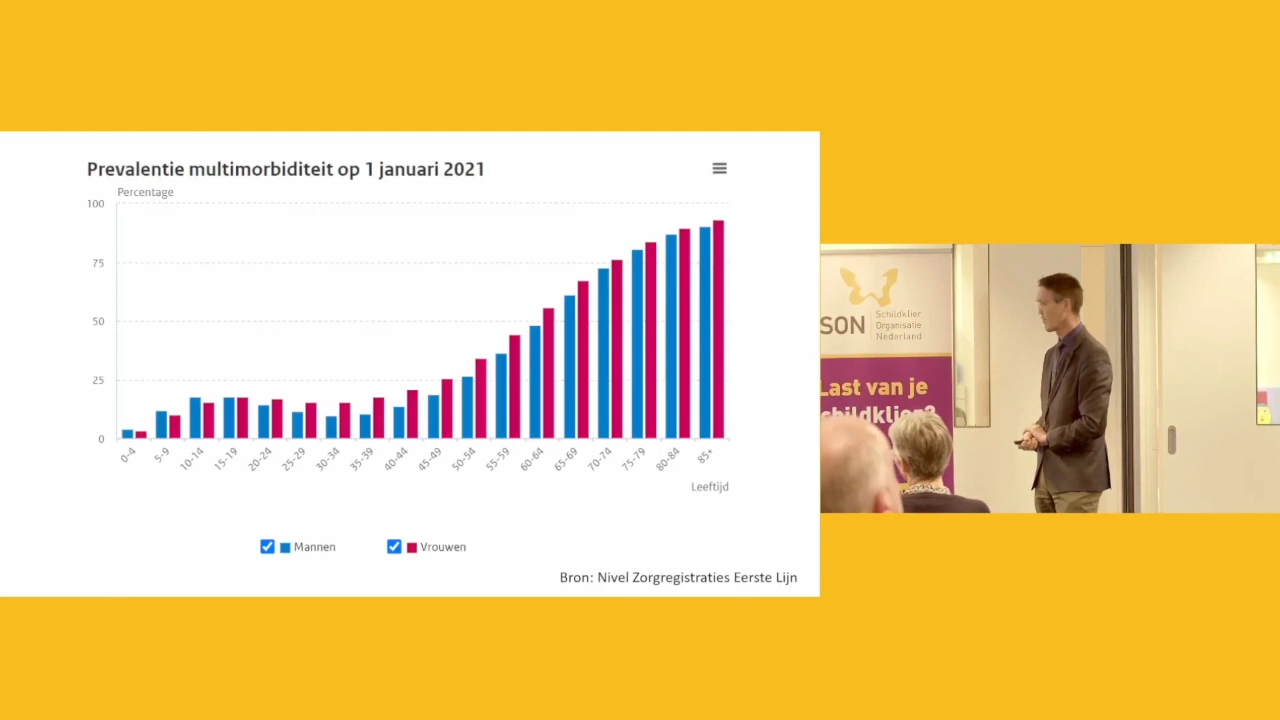 Prevalentie multimorbiditeit op 1 januari 2021
Percentage
100
75
50
25
0
0-4
5-9
10-14
15-19
20-24
25-29
30-34
35-39
40-44
45-49
50-54
55-59
60-64
65-69
70-74
75-79
80-84
85+
Leeftijd
Mannen
Vrouwen
Bron: Nivel Zorgregistraties Eerste Lijn
SON
Schildklier
Organisatie
Nederland
Last van je
schildklier?